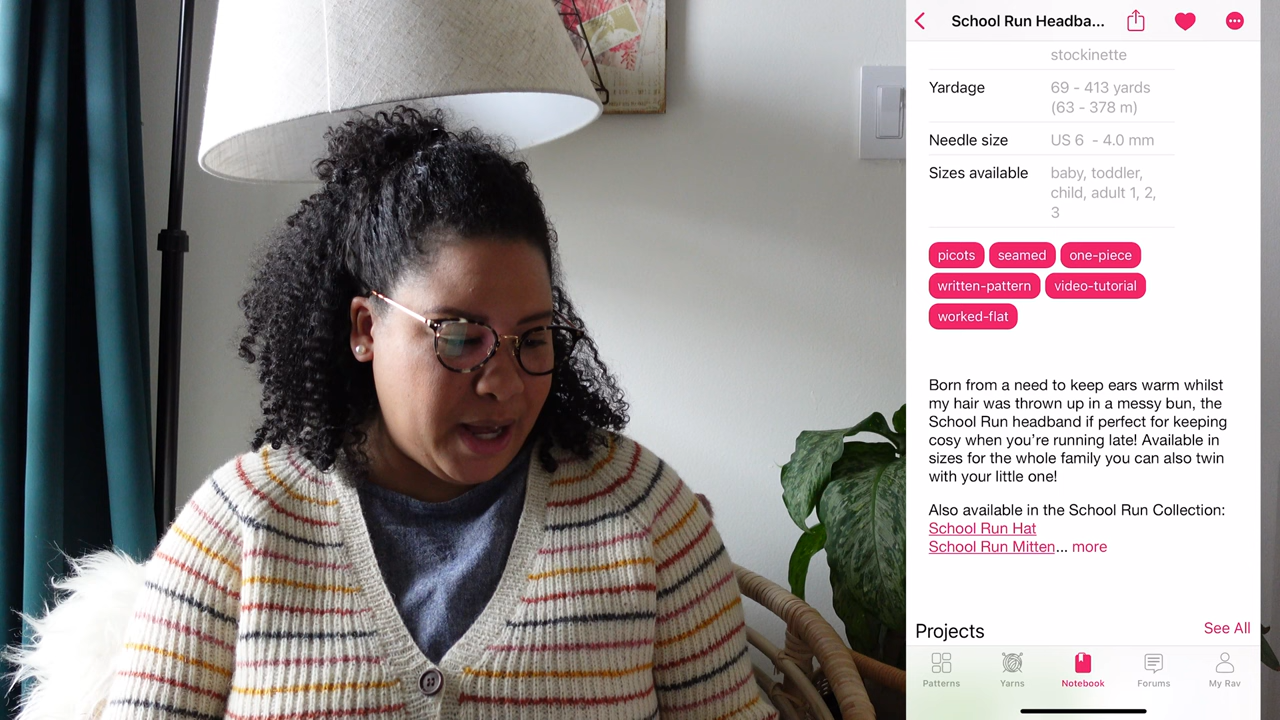 School Run Headba...
stockinette
Yardage
69 - 413 yards
(63 - 378 m)
Needle size
US 6 - 4.0 mm
Sizes available
baby, toddler,
child, adult 1, 2,
3
picots
seamed
one-piece
written-pattern
video-tutorial
worked-flat
Born from a need to keep ears warm whilst
my hair was thrown up in a messy bun, the
School Run headband if perfect for keeping
cosy when you're running late! Available in
sizes for the whole family you can also twin
with your little one!
Also available in the School Run Collection:
School Run Hat
School Run Mitten... more
Projects
See All
Patterns
Yarns
Notebook
Forums
My Rav